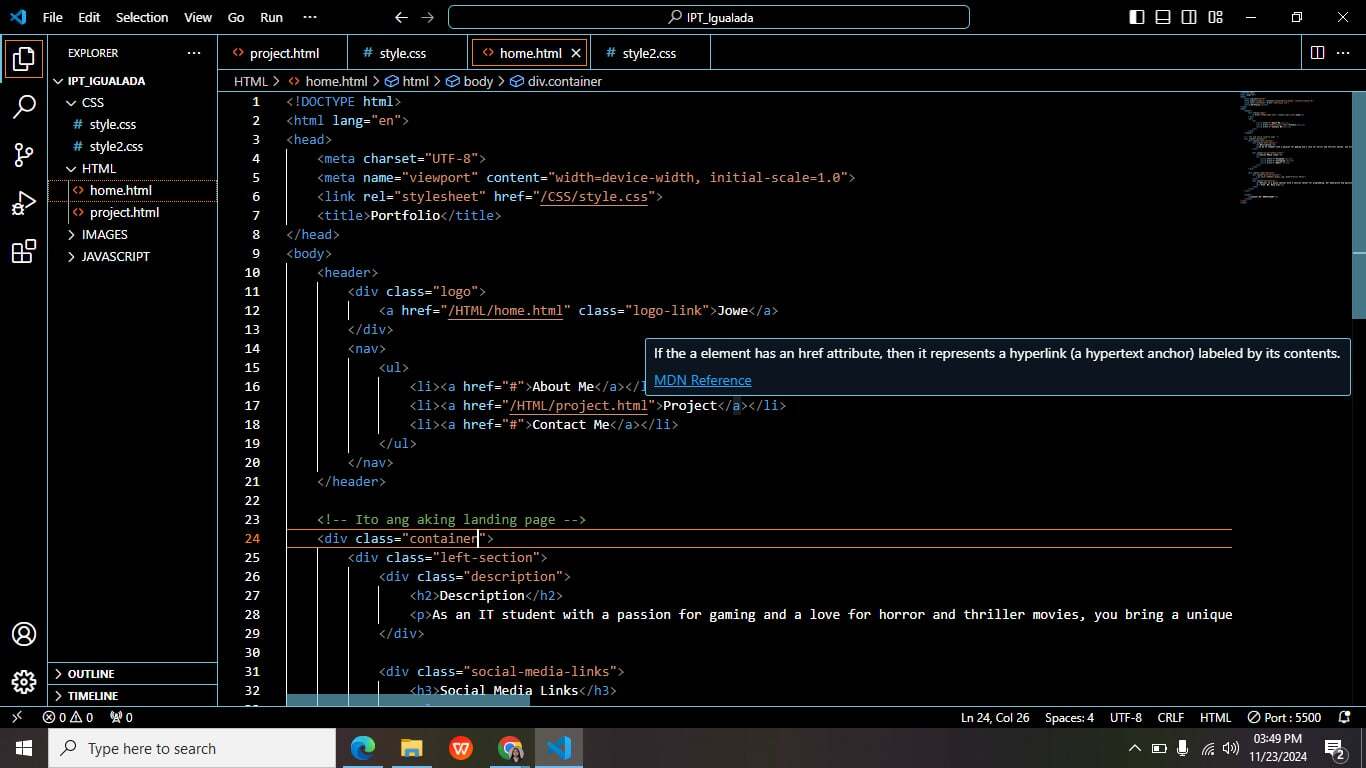 File Edit Selection View Go Run ··· IPT_Igualada
EXPLORER ···
IPT_IGUALADA
CSS
# style.css
# style2.css
HTML
<> home.html
<> project.html
IMAGES
JAVASCRIPT
OUTLINE
TIMELINE
<> project.html # style.css <> home.html # style2.css
HTML > <> home.html > html > body > div.container
1 <!DOCTYPE html>
2 <html lang="en">
3 <head>
4 <meta charset="UTF-8">
5 <meta name="viewport" content="width=device-width, initial-scale=1.0">
6 <link rel="stylesheet" href="/CSS/style.css">
7 <title>Portfolio</title>
8 </head>
9 <body>
10 <header>
11 <div class="logo">
12 <a href="/HTML/home.html" class="logo-link">Jowe</a>
13 </div>
14 <nav>
15 <ul>
16 <li><a href="#">About Me</a></l
17 <li><a href="/HTML/project.html">Project</a></li>
18 <li><a href="#">Contact Me</a></li>
19 </ul>
20 </nav>
21 </header>
22
23 <!-- Ito ang aking landing page -->
24 <div class="container">
25 <div class="left-section">
26 <div class="description">
27 <h2>Description</h2>
28 <p>As an IT student with a passion for gaming and a love for horror and thriller movies, you bring a unique
29 </div>
30
31 <div class="social-media-links">
32 <h3>Social Media Links</h3>
If the a element has an href attribute, then it represents a hyperlink (a hypertext anchor) labeled by its contents.
MDN Reference
0 0 0 Ln 24, Col 26 Spaces: 4 UTF-8 CRLF HTML Port : 5500
Type here to search
03:49 PM
11/23/2024
2